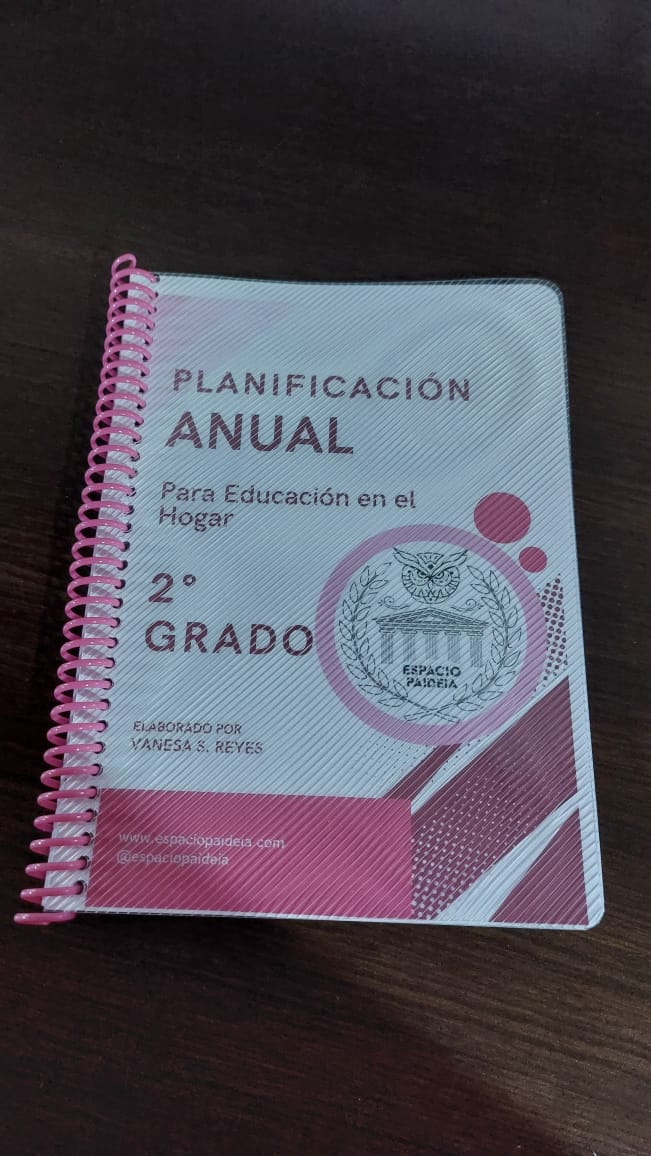 PLANIFICACIÓN
ANUAL
Para Educación en el
Hogar
2°
GRADO
ESPACIO
PAIDEIA
ELABORADO POR
VANESA S. REYES
www.espaciopaideia.com
@espaciopaideia